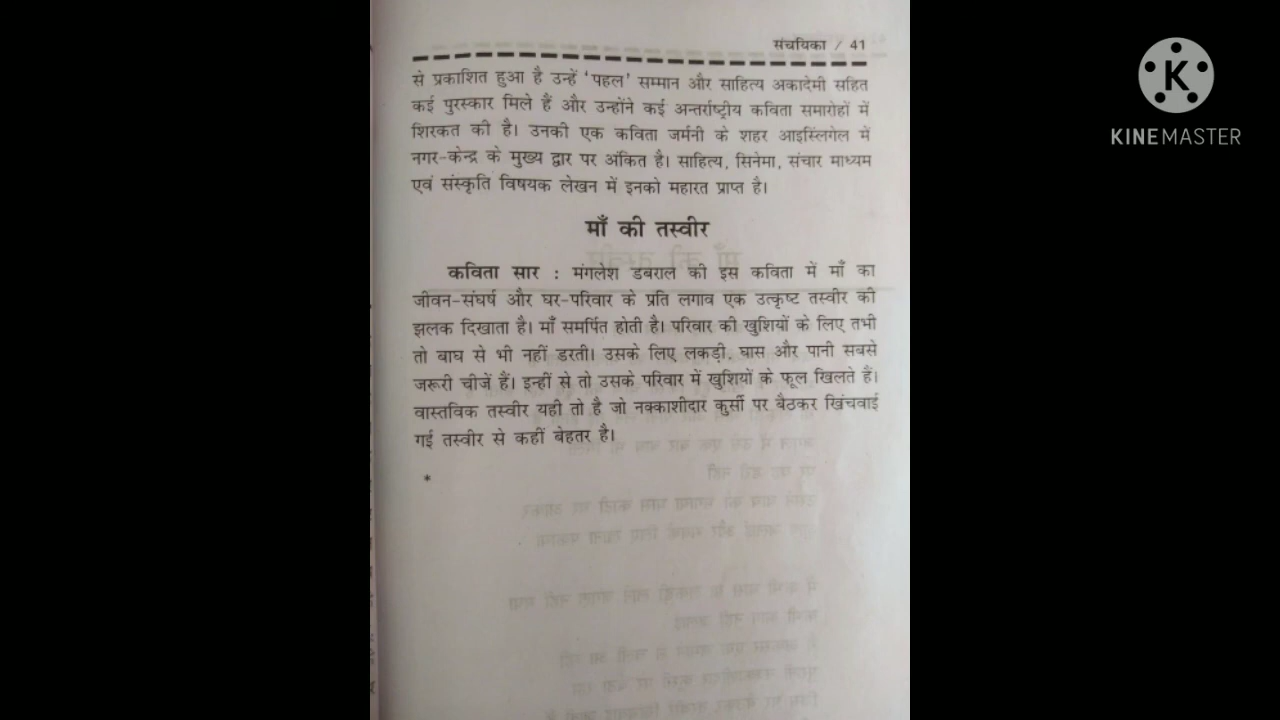 संचयिका / 41
से प्रकाशित हुआ है उन्हें 'पहल' सम्मान और साहित्य अकादेमी सहित
कई पुरस्कार मिले हैं और उन्होंने कई अन्तर्राष्ट्रीय कविता समारोहों में
शिरकत की है। उनकी एक कविता जर्मनी के शहर आइस्लिंगेल में
नगर-केन्द्र के मुख्य द्वार पर अंकित है। साहित्य, सिनेमा, संचार माध्यम
एवं संस्कृति विषयक लेखन में इनको महारत प्राप्त है।
माँ की तस्वीर
कविता सार : मंगलेश डबराल की इस कविता में माँ का
जीवन-संघर्ष और घर-परिवार के प्रति लगाव एक उत्कृष्ट तस्वीर की
झलक दिखाता है। माँ समर्पित होती है। परिवार की खुशियों के लिए तभी
तो बाघ से भी नहीं डरती। उसके लिए लकड़ी, घास और पानी सबसे
जरूरी चीजें हैं। इन्हीं से तो उसके परिवार में खुशियों के फूल खिलते हैं।
वास्तविक तस्वीर यही तो है जो नक्काशीदार कुर्सी पर बैठकर खिंचवाई
गई तस्वीर से कहीं बेहतर है।
*
K
KINEMASTER